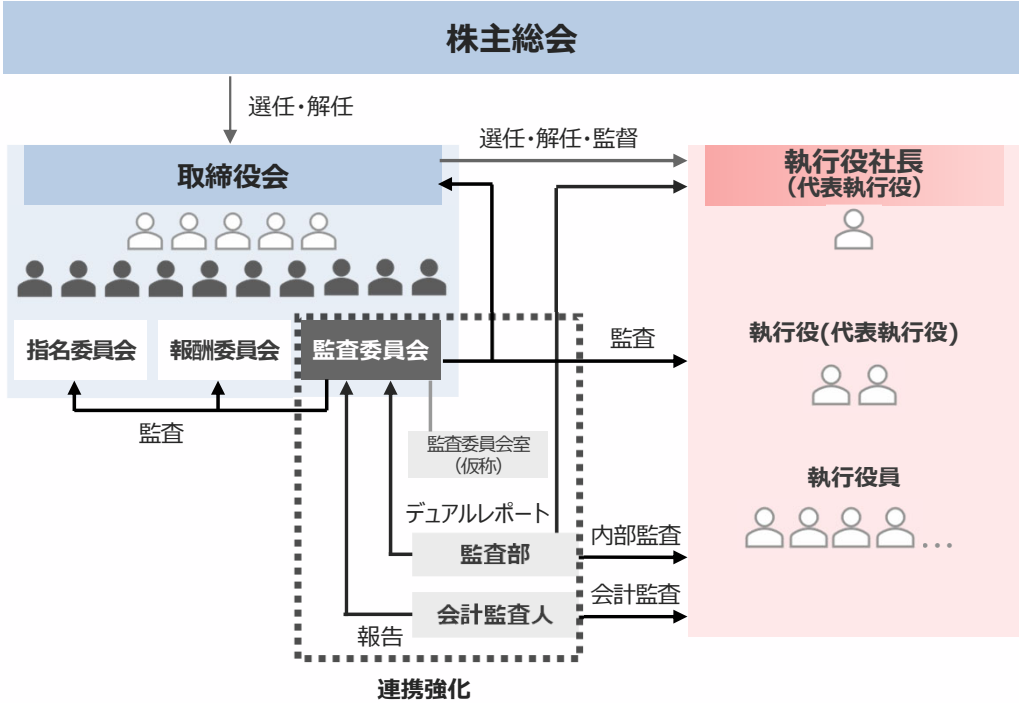 株主総会
選任・解任
選任・解任・監督
取締役会
執行役社長
（代表執行役）
指名委員会
報酬委員会
監査委員会
監査
執行役(代表執行役)
監査
監査委員会室
（仮称）
執行役員
デュアルレポート
監査部
内部監査
...
会計監査人
会計監査
報告
連携強化